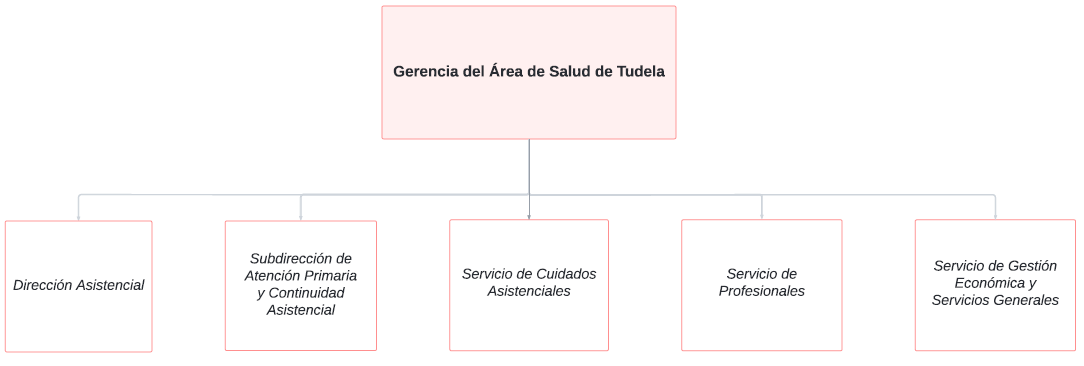 Gerencia del Área de Salud de Tudela
Dirección Asistencial
Subdirección de
Atención Primaria
y Continuidad
Asistencial
Servicio de Cuidados
Asistenciales
Servicio de
Profesionales
Servicio de Gestión
Económica y
Servicios Generales